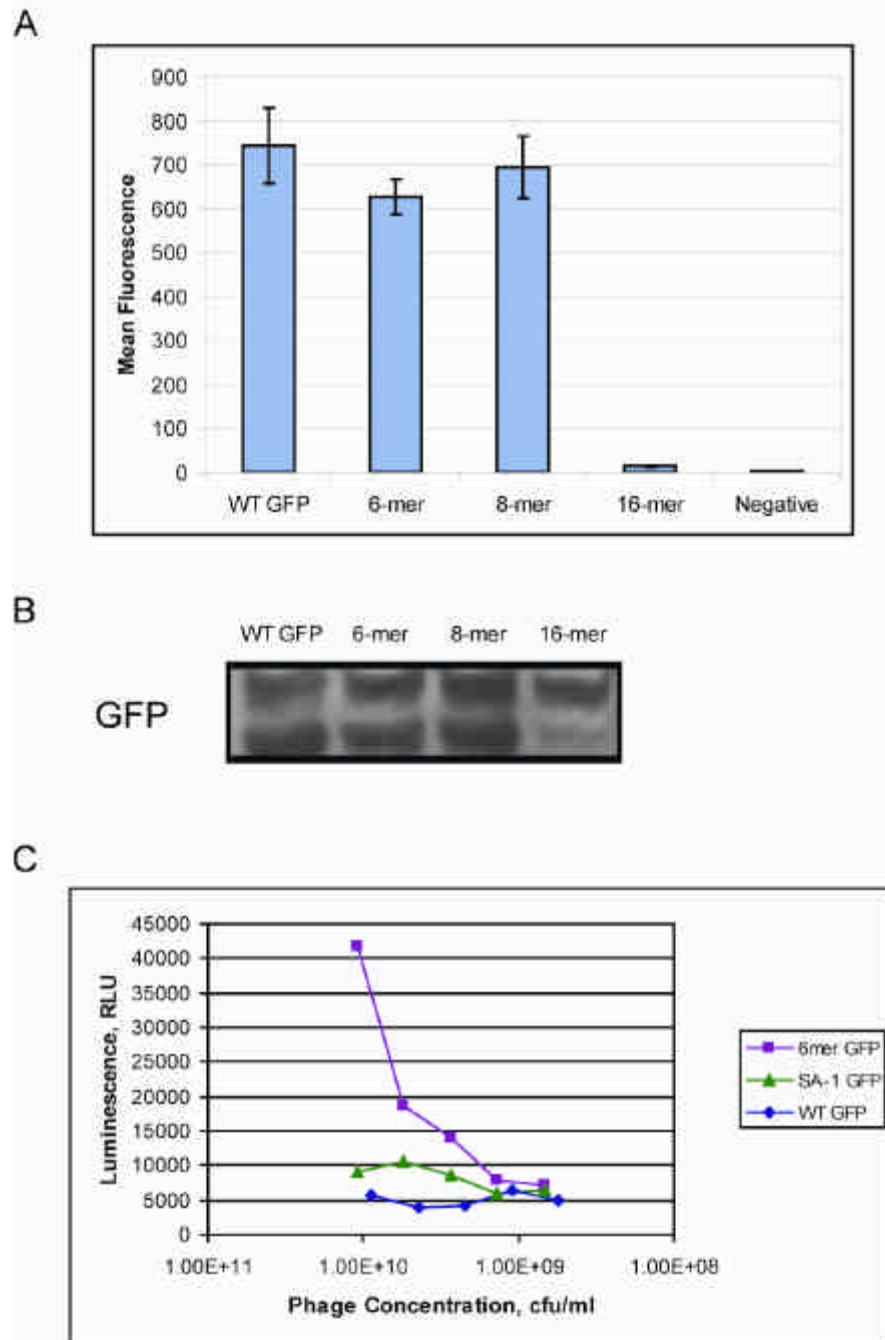 A
900
800
700
600
500
400
300
200
100
0
Mean Fluorescence
WT GFP 6-mer 8-mer 16-mer Negative
B
WT GFP 6-mer 8-mer 16-mer
GFP
C
45000
40000
35000
30000
25000
20000
15000
10000
5000
0
Luminescence, RLU
1.00E+11 1.00E+10 1.00E+09 1.00E+08
Phage Concentration, cfu/ml
6mer GFP
SA-1 GFP
WT GFP